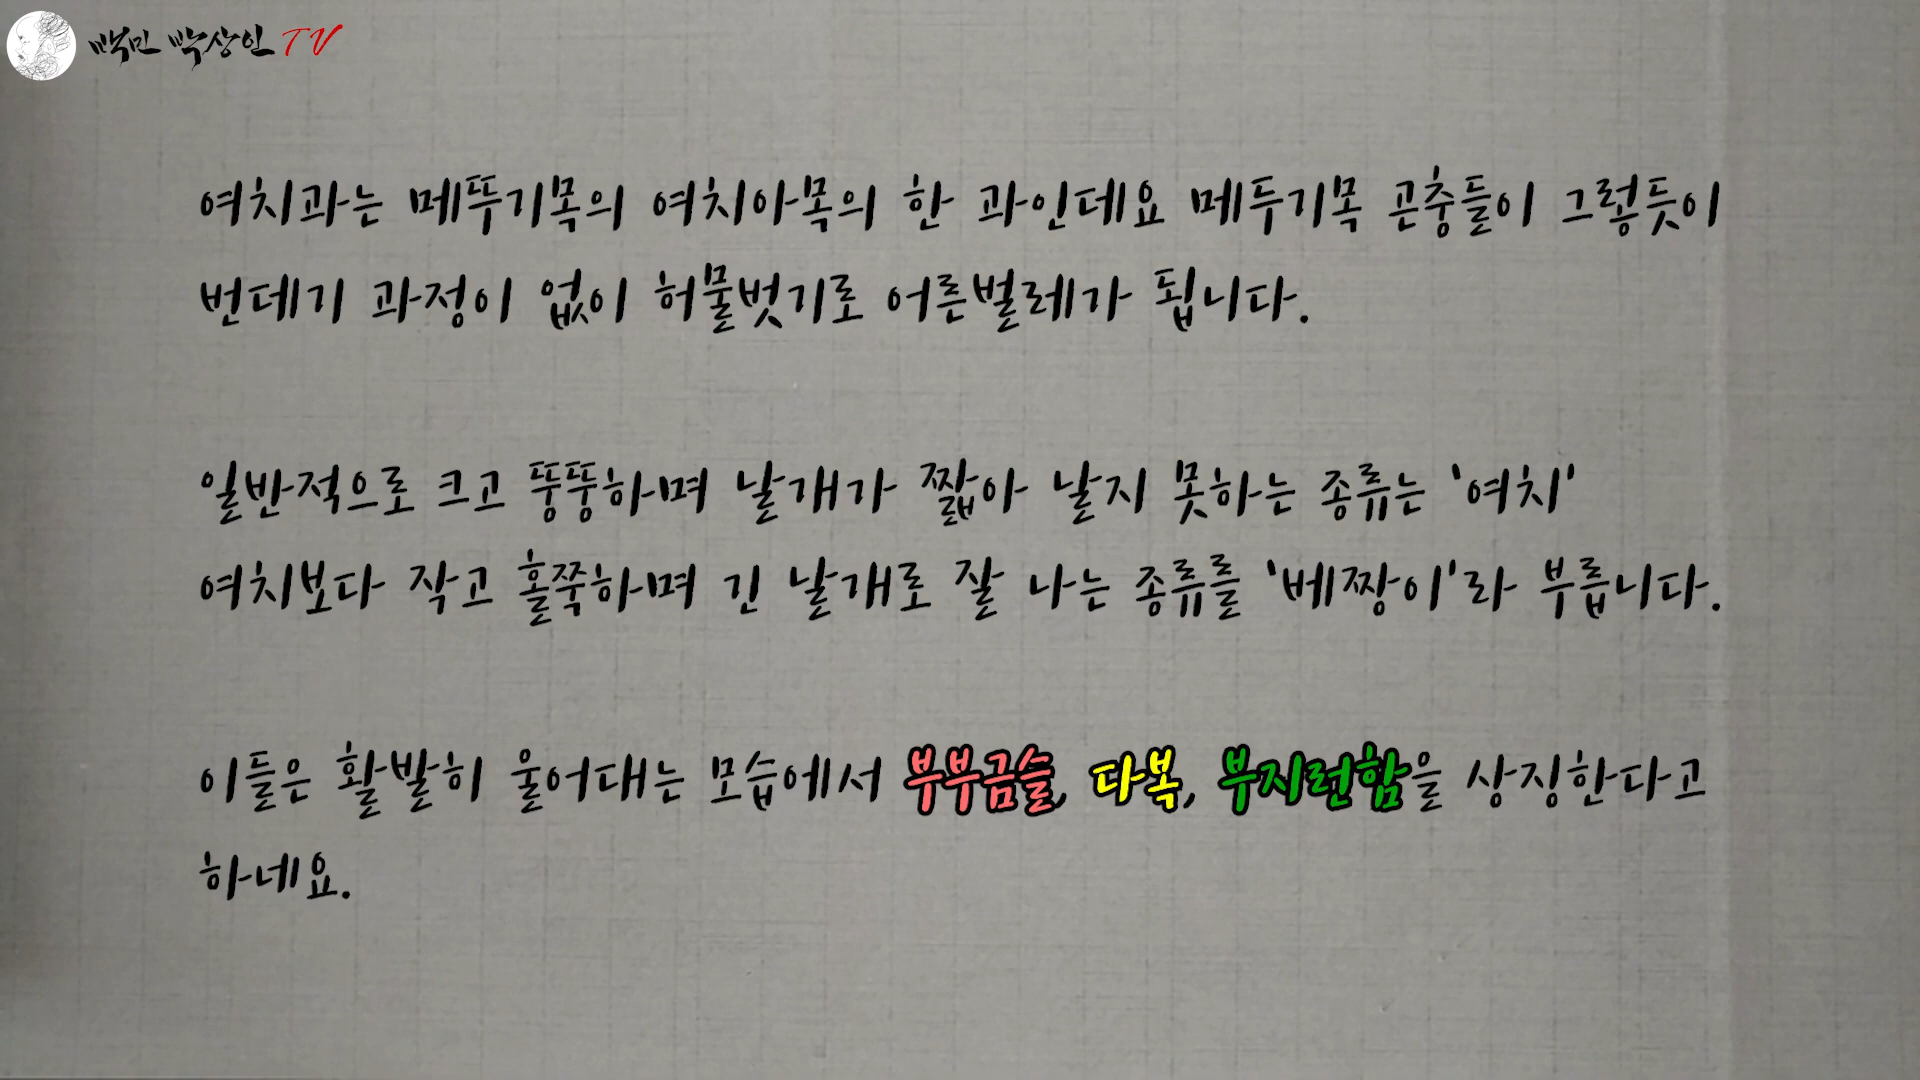 백민 박상인 TV
여치과는 메뚜기목의 여치아목의 한 과인데요 메두기목 곤충들이 그렇듯이
번데기 과정이 없이 허물벗기로 어른벌레가 됩니다.
일반적으로 크고 뚱뚱하며 날개가 짧아 날지 못하는 종류는 '여치'
여치보다 작고 홀쭉하며 긴 날개로 잘 나는 종류를 '베짱이'라 부릅니다.
이들은 활발히 울어대는 모습에서 부부금슬, 다복, 부지런함을 상징한다고
하네요.